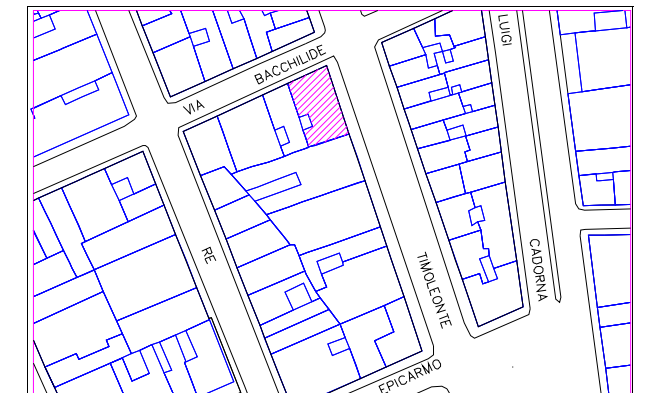 LUIGI
VIA BACCHILIDE
RE
TIMOLEONTE
CADORNA
EPICARMO